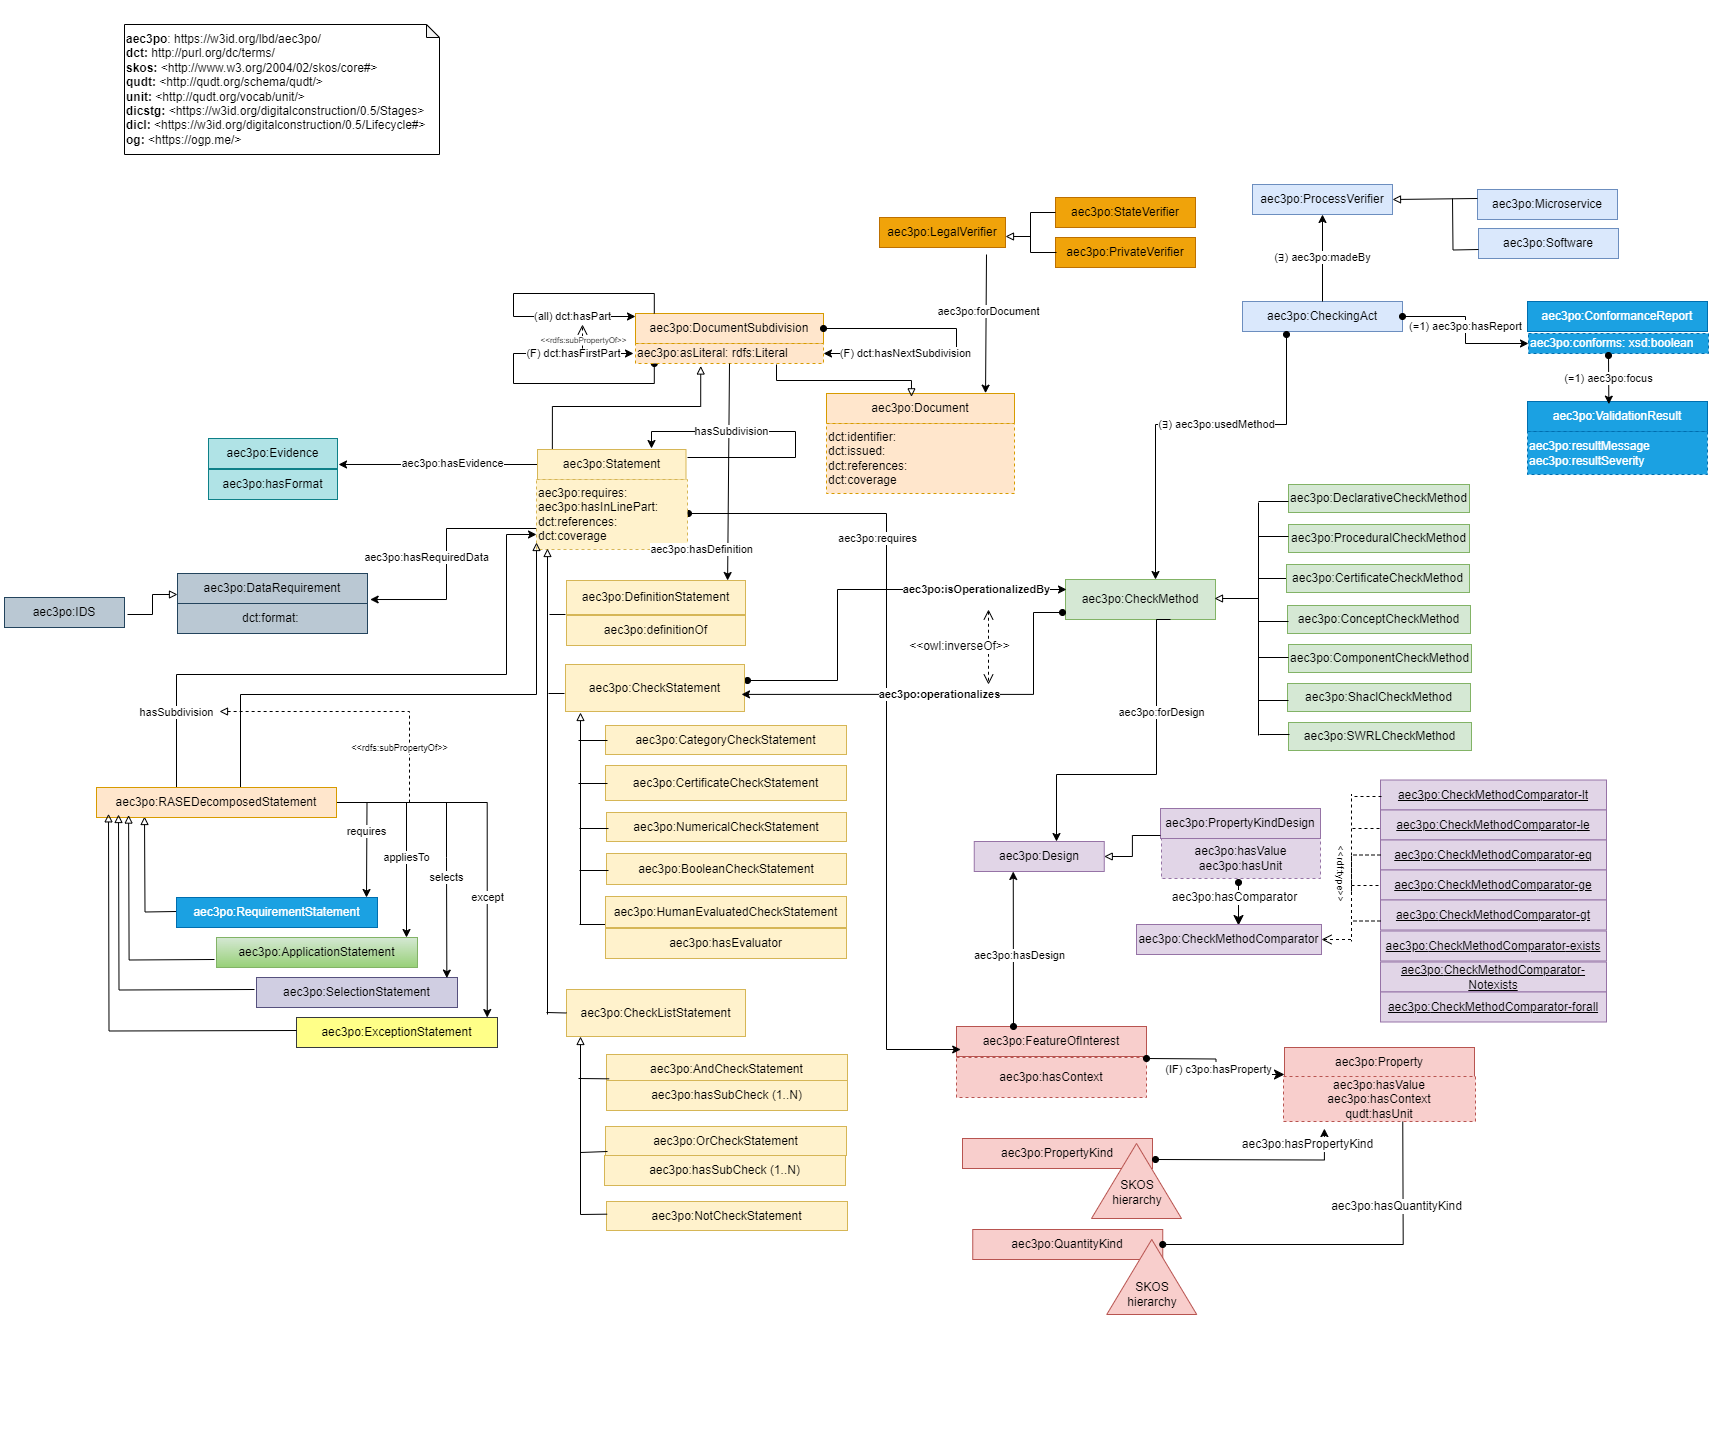 aec3po: https://w3id.org/lbd/aec3po/
dct: http://purl.org/dc/terms/
skos: <http://www.w3.org/2004/02/skos/core#>
qudt: <http://qudt.org/schema/qudt/>
unit: <http://qudt.org/vocab/unit/>
dicstg: <https://w3id.org/digitalconstruction/0.5/Stages>
dicl: <https://w3id.org/digitalconstruction/0.5/Lifecycle#>
og: <https://ogp.me/>
aec3po:ProcessVerifier
aec3po:Microservice
aec3po:Software
(∃) aec3po:madeBy
aec3po:CheckingAct
(=1) aec3po:hasReport
aec3po:ConformanceReport
aec3po:conforms: xsd:boolean
(=1) aec3po:focus
aec3po:ValidationResult
aec3po:resultMessage
aec3po:resultSeverity
(∃) aec3po:usedMethod
aec3po:StateVerifier
aec3po:LegalVerifier
aec3po:PrivateVerifier
aec3po:forDocument
(all) dct:hasPart
<<rdfs:subPropertyOf>>
(F) dct:hasFirstPart
aec3po:DocumentSubdivision
aec3po:asLiteral: rdfs:Literal
(F) dct:hasNextSubdivision
aec3po:Document
dct:identifier:
dct:issued:
dct:references:
dct:coverage
hasSubdivision
aec3po:Evidence
aec3po:hasFormat
aec3po:hasEvidence
aec3po:Statement
aec3po:requires:
aec3po:hasInLinePart:
dct:references:
dct:coverage
aec3po:requires
aec3po:hasDefinition
aec3po:hasRequiredData
aec3po:DataRequirement
dct:format:
aec3po:IDS
aec3po:DefinitionStatement
aec3po:definitionOf
aec3po:isOperationalizedBy
<<owl:inverseOf>>
aec3po:operationalizes
aec3po:CheckMethod
aec3po:DeclarativeCheckMethod
aec3po:ProceduralCheckMethod
aec3po:CertificateCheckMethod
aec3po:ConceptCheckMethod
aec3po:ComponentCheckMethod
aec3po:ShaclCheckMethod
aec3po:SWRLCheckMethod
aec3po:forDesign
aec3po:CheckStatement
aec3po:CategoryCheckStatement
aec3po:CertificateCheckStatement
aec3po:NumericalCheckStatement
aec3po:BooleanCheckStatement
aec3po:HumanEvaluatedCheckStatement
aec3po:hasEvaluator
hasSubdivision
<<rdfs:subPropertyOf>>
aec3po:RASEDecomposedStatement
requires
appliesTo
selects
except
aec3po:RequirementStatement
aec3po:ApplicationStatement
aec3po:SelectionStatement
aec3po:ExceptionStatement
aec3po:CheckListStatement
aec3po:AndCheckStatement
aec3po:hasSubCheck (1..N)
aec3po:OrCheckStatement
aec3po:hasSubCheck (1..N)
aec3po:NotCheckStatement
aec3po:Design
aec3po:PropertyKindDesign
aec3po:hasValue
aec3po:hasUnit
aec3po:hasComparator
aec3po:CheckMethodComparator
<<rdf:type>>
aec3po:CheckMethodComparator-lt
aec3po:CheckMethodComparator-le
aec3po:CheckMethodComparator-eq
aec3po:CheckMethodComparator-ge
aec3po:CheckMethodComparator-gt
aec3po:CheckMethodComparator-exists
aec3po:CheckMethodComparator-
Notexists
aec3po:CheckMethodComparator-forall
aec3po:hasDesign
aec3po:FeatureOfInterest
aec3po:hasContext
(IF) c3po:hasProperty
aec3po:Property
aec3po:hasValue
aec3po:hasContext
qudt:hasUnit
aec3po:hasPropertyKind
aec3po:PropertyKind
SKOS
hierarchy
aec3po:hasQuantityKind
aec3po:QuantityKind
SKOS
hierarchy